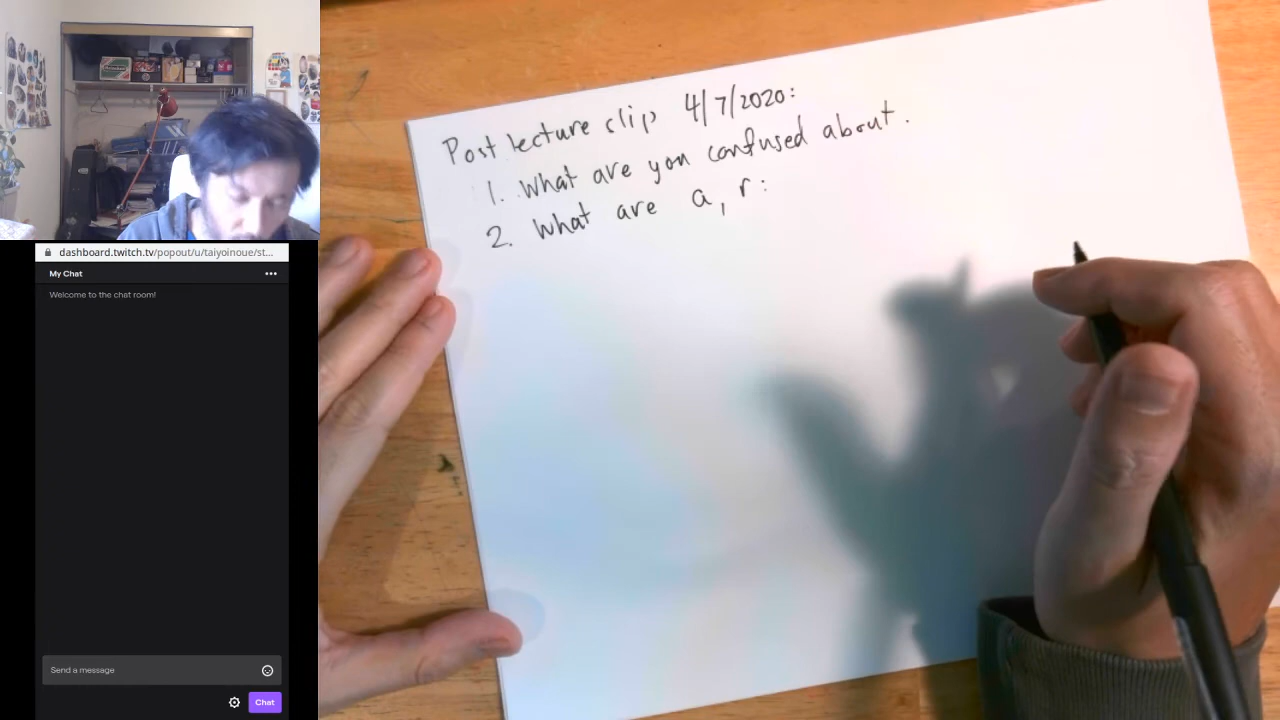 dashboard.twitch.tv/popout/u/taiyoinoue/st...
My Chat
Welcome to the chat room!
Send a message
Chat
Post lecture clip 4/7/2020:
1. What are you confused about.
2. What are a, r: